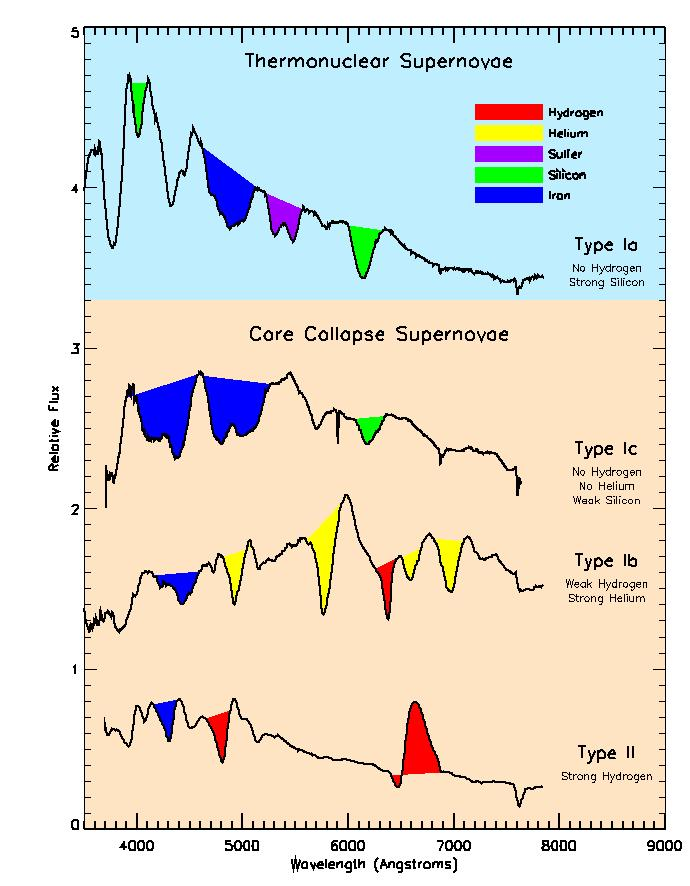 Thermonuclear Supernovae
Hydrogen
Helium
Sulfer
Silicon
Iron
Type Ia
No Hydrogen
Strong Silicon
Core Collapse Supernovae
Type Ic
No Hydrogen
No Helium
Weak Silicon
Type Ib
Weak Hydrogen
Strong Helium
Type II
Strong Hydrogen
Relative Flux
5
4
3
2
1
0
4000 5000 6000 7000 8000 9000
Wavelength (Angstroms)